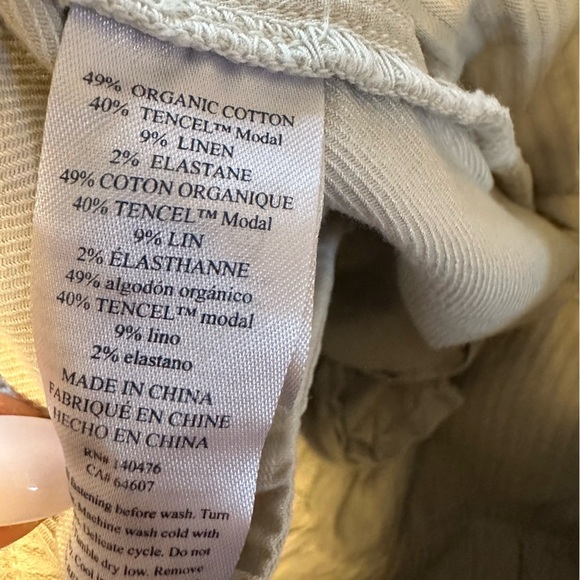 49% ORGANIC COTTON
40% TENCEL™ Modal
9% LINEN
2% ELASTANE
49% COTON ORGANIQUE
40% TENCEL™ Modal
9% LIN
2% ÉLASTHANNE
49% algodón orgánico
40% TENCEL™ modal
9% lino
2% elastano
MADE IN CHINA
FABRIQUÉ EN CHINE
HECHO EN CHINA
RN# 140476
CA# 64607
before wash. Turn
Machine wash cold with
Delicate cycle. Do not
dry low. Remove